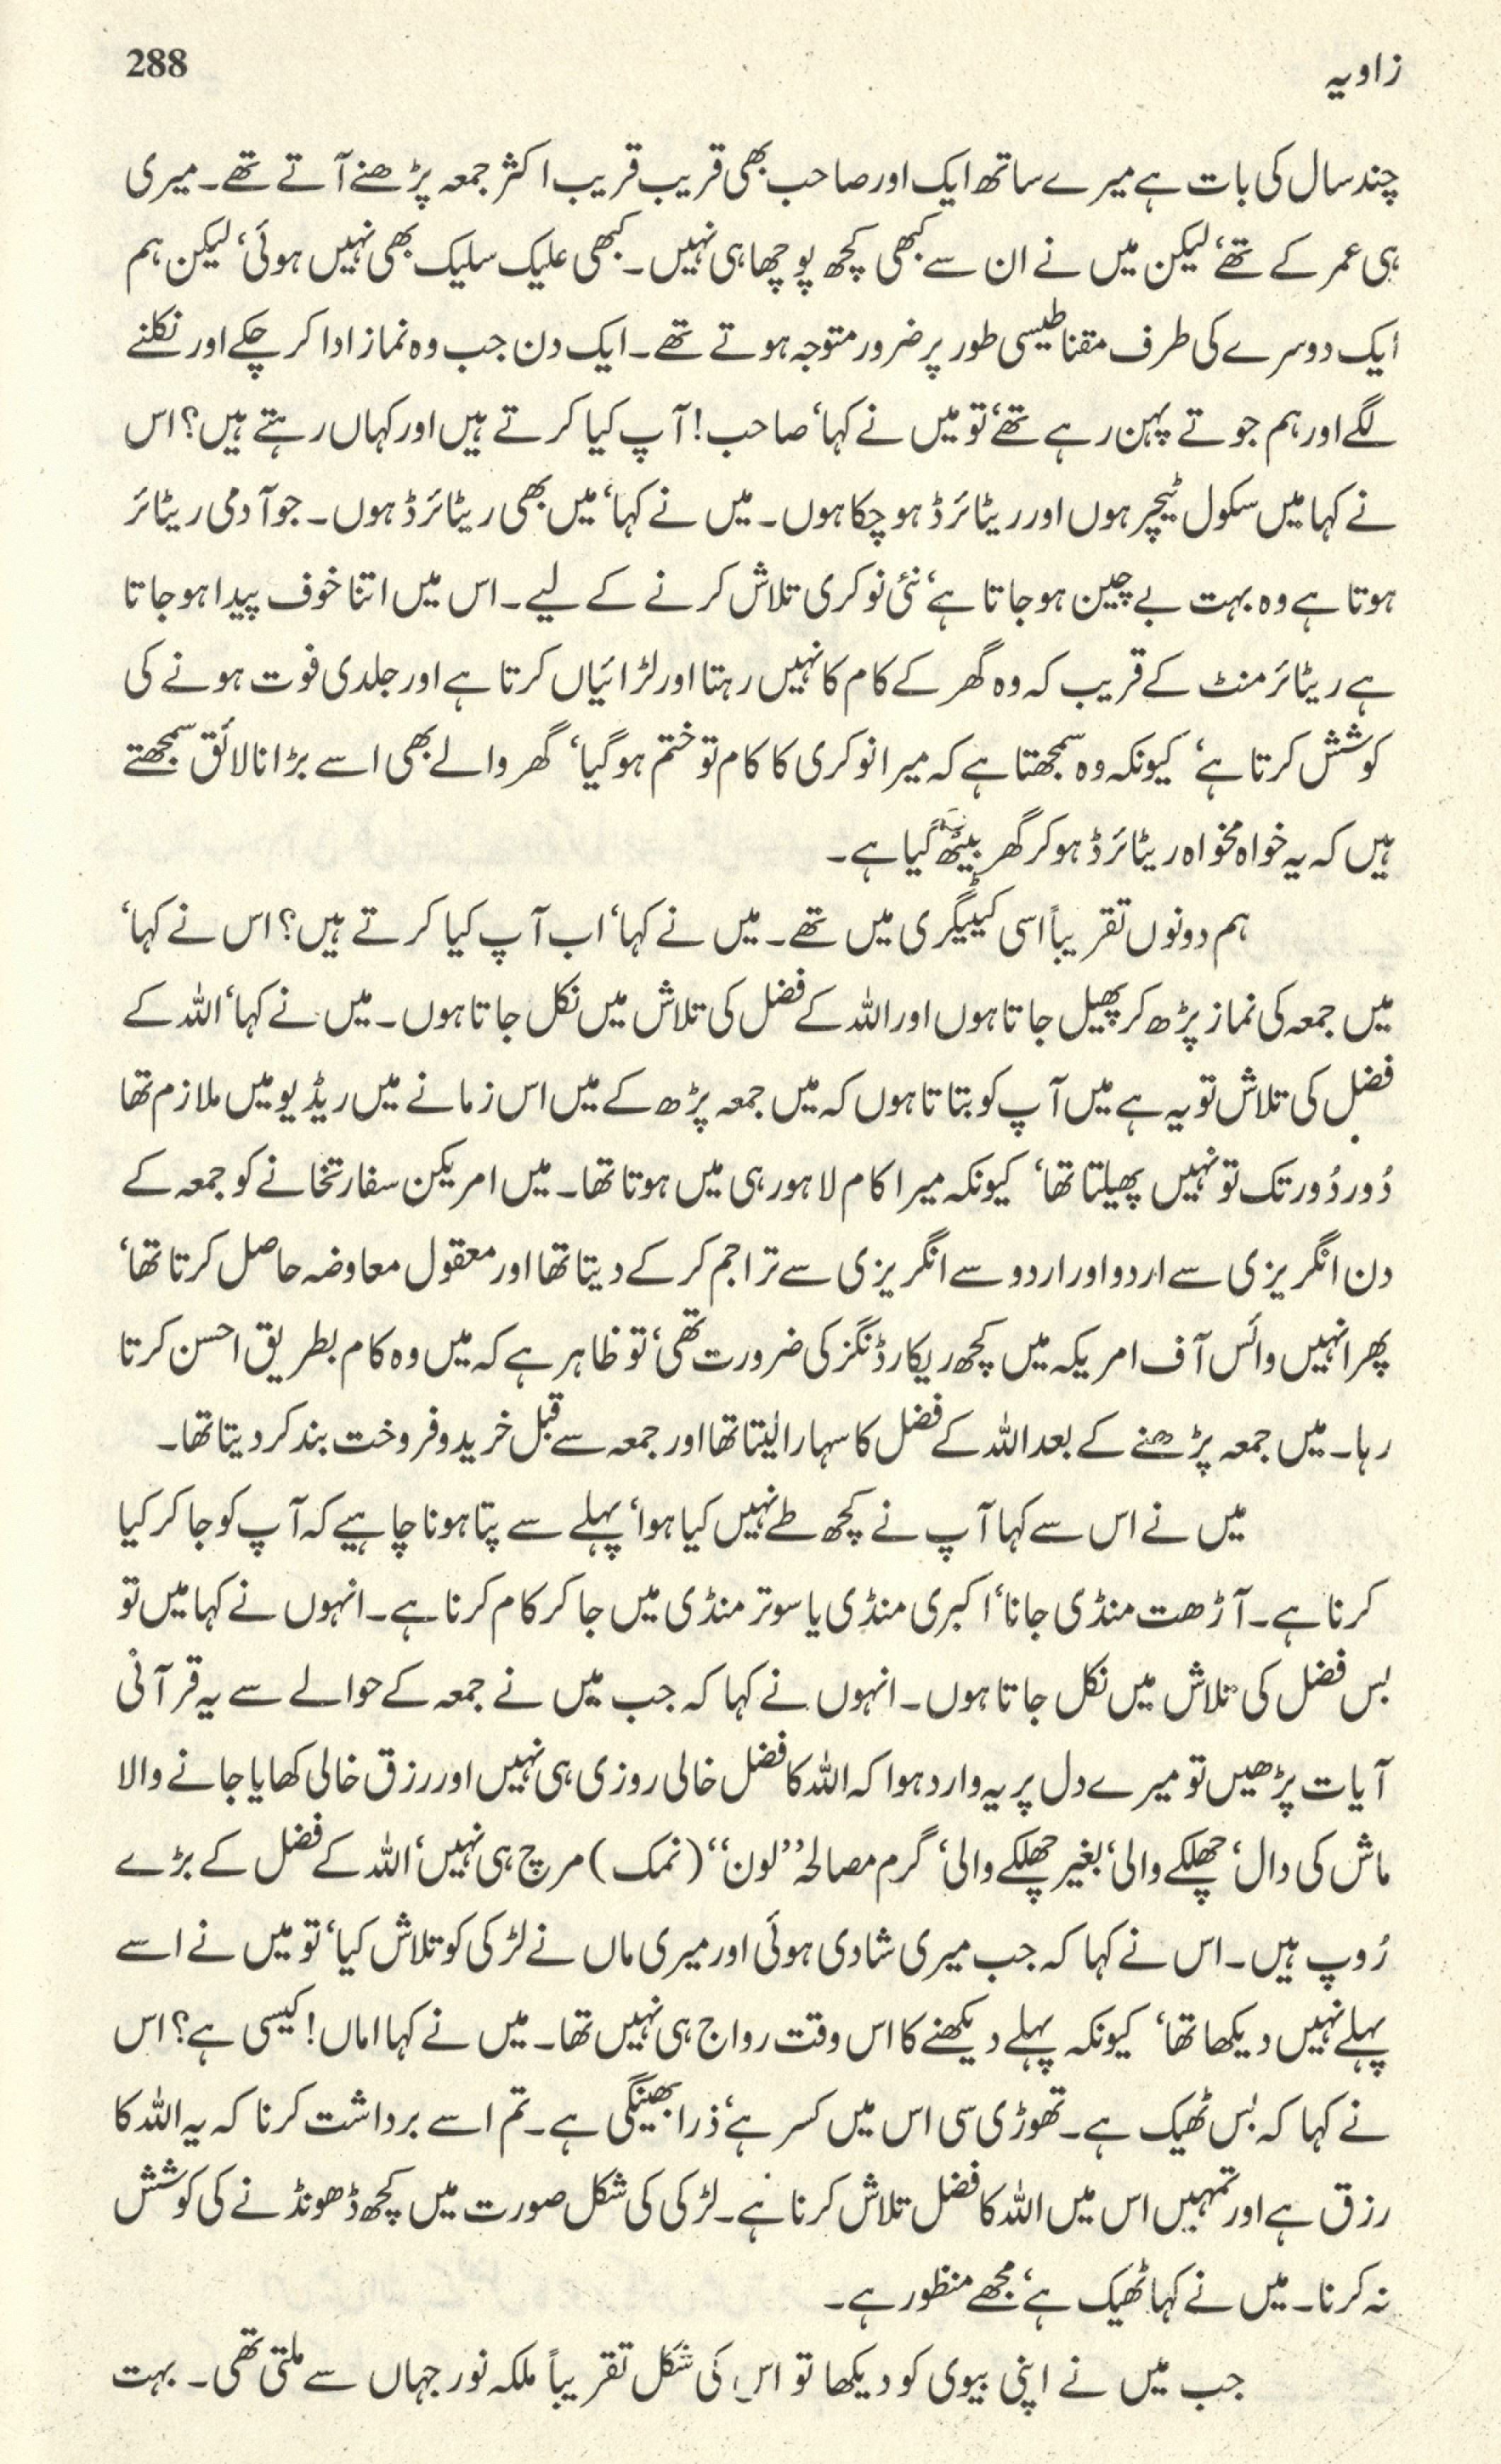 زاویہ 288
چند سال کی بات ہے میرے ساتھ ایک اور صاحب بھی قریب قریب اکثر جمعہ پڑھنے آتے تھے۔ میری
ہی عمر کے تھے، لیکن میں نے ان سے کبھی کچھ پوچھا ہی نہیں۔ کبھی علیک سلیک بھی نہیں ہوئی، لیکن ہم
ایک دوسرے کی طرف مقناطیسی طور پر ضرور متوجہ ہوتے تھے۔ ایک دن جب وہ نماز ادا کر چکے اور نکلنے
لگے اور ہم جوتے پہن رہے تھے، تو میں نے کہا، صاحب! آپ کیا کرتے ہیں اور کہاں رہتے ہیں؟ اس
نے کہا میں سکول ٹیچر ہوں اور ریٹائرڈ ہو چکا ہوں۔ میں نے کہا، میں بھی ریٹائرڈ ہوں۔ جو آدمی ریٹائر
ہوتا ہے وہ بہت بے چین ہو جاتا ہے، نئی نوکری تلاش کرنے کے لیے۔ اس میں اتنا خوف پیدا ہو جاتا
ہے ریٹائرمنٹ کے قریب کہ وہ گھر کے کام کا نہیں رہتا اور لڑائیاں کرتا ہے اور جلدی فوت ہونے کی
کوشش کرتا ہے، کیونکہ وہ سمجھتا ہے کہ میرا نوکری کا کام تو ختم ہو گیا، گھر والے بھی اسے بڑا نالائق سمجھتے
ہیں کہ یہ خواہ مخواہ ریٹائرڈ ہو کر گھر بیٹھ گیا ہے۔
ہم دونوں تقریباً اسی کیٹیگری میں تھے۔ میں نے کہا، اب آپ کیا کرتے ہیں؟ اس نے کہا،
میں جمعہ کی نماز پڑھ کر پھیل جاتا ہوں اور اللہ کے فضل کی تلاش میں نکل جاتا ہوں۔ میں نے کہا، اللہ کے
فضل کی تلاش تو یہ ہے میں آپ کو بتاتا ہوں کہ میں جمعہ پڑھ کے میں اس زمانے میں ریڈیو میں ملازم تھا
دُور دُور تک تو نہیں پھیلتا تھا، کیونکہ میرا کام لاہور ہی میں ہوتا تھا۔ میں امریکن سفارتخانے کو جمعہ کے
دن انگریزی سے اردو اور اردو سے انگریزی سے تراجم کر کے دیتا تھا اور معقول معاوضہ حاصل کرتا تھا،
پھر انہیں وائس آف امریکہ میں کچھ ریکارڈنگز کی ضرورت تھی، تو ظاہر ہے کہ میں وہ کام بطریق احسن کرتا
رہا۔ میں جمعہ پڑھنے کے بعد اللہ کے فضل کا سہارا لیتا تھا اور جمعہ سے قبل خرید و فروخت بند کر دیتا تھا۔
میں نے اس سے کہا آپ نے کچھ طے نہیں کیا ہوا، پہلے سے پتا ہونا چاہیے کہ آپ کو جا کر کیا
کرنا ہے۔ آڑھت منڈی جانا، اکبری منڈی یا سوتر منڈی میں جا کر کام کرنا ہے۔ انہوں نے کہا میں تو
بس فضل کی تلاش میں نکل جاتا ہوں۔ انہوں نے کہا کہ جب میں نے جمعہ کے حوالے سے یہ قرآنی
آیات پڑھیں تو میرے دل پر یہ وارد ہوا کہ اللہ کا فضل خالی روزی ہی نہیں اور رزق خالی کھایا جانے والا
ماش کی دال، چھلکے والی، بغیر چھلکے والی، گرم مصالحہ ’’لون‘‘ (نمک) مرچ ہی نہیں، اللہ کے فضل کے بڑے
رُوپ ہیں۔ اس نے کہا کہ جب میری شادی ہوئی اور میری ماں نے لڑکی کو تلاش کیا، تو میں نے اسے
پہلے نہیں دیکھا تھا، کیونکہ پہلے دیکھنے کا اس وقت رواج ہی نہیں تھا۔ میں نے کہا اماں! کیسی ہے؟ اس
نے کہا کہ بس ٹھیک ہے۔ تھوڑی سی اس میں کسر ہے، ذرا بھینگی ہے۔ تم اسے برداشت کرنا کہ یہ اللہ کا
رزق ہے اور تمہیں اس میں اللہ کا فضل تلاش کرنا ہے۔ لڑکی کی شکل صورت میں کچھ ڈھونڈنے کی کوشش
نہ کرنا۔ میں نے کہا ٹھیک ہے، مجھے منظور ہے۔
جب میں نے اپنی بیوی کو دیکھا تو اس کی شکل تقریباً ملکہ نور جہاں سے ملتی تھی۔ بہت